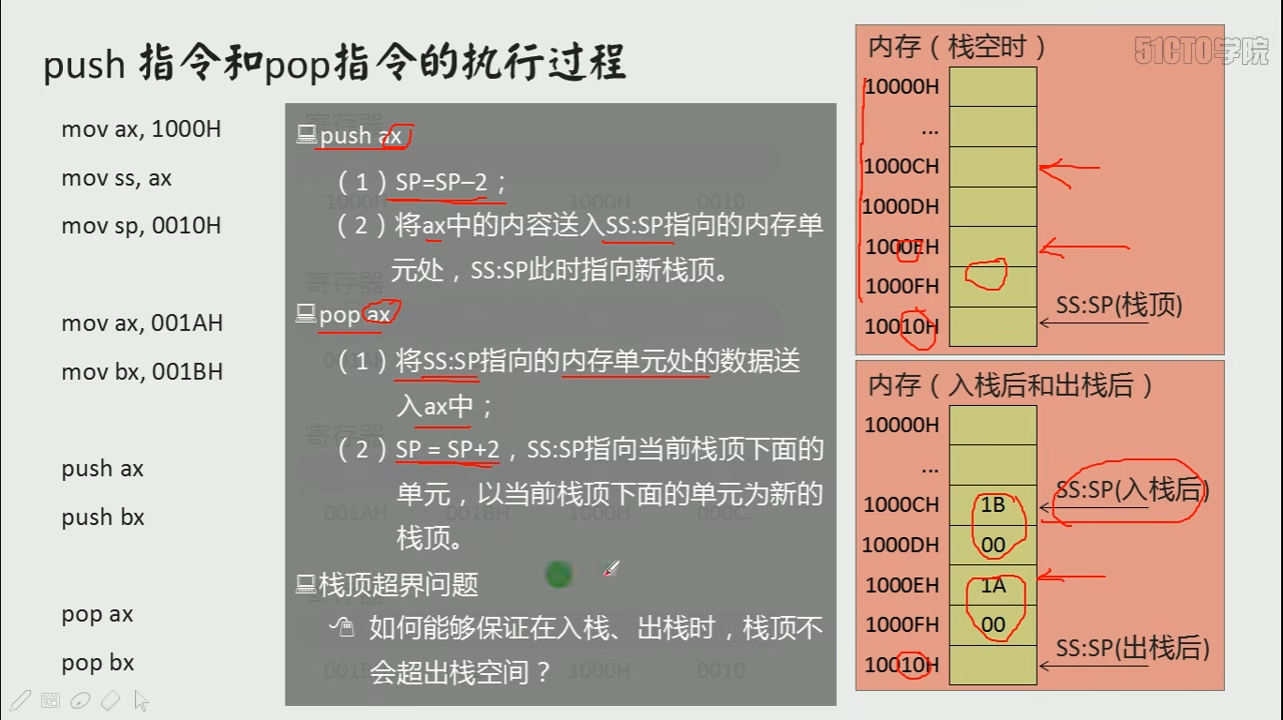 push 指令和pop指令的执行过程
51CTO学院
mov ax, 1000H
mov ss, ax
mov sp, 0010H
mov ax, 001AH
mov bx, 001BH
push ax
push bx
pop ax
pop bx
push ax
（1）SP=SP–2；
（2）将ax中的内容送入SS:SP指向的内存单
元处，SS:SP此时指向新栈顶。
pop ax
（1）将SS:SP指向的内存单元处的数据送
入ax中；
（2）SP = SP+2，SS:SP指向当前栈顶下面的
单元，以当前栈顶下面的单元为新的
栈顶。
栈顶超界问题
如何能够保证在入栈、出栈时，栈顶不
会超出栈空间？
内存（栈空时）
10000H
...
1000CH
1000DH
1000EH
1000FH
10010H
SS:SP(栈顶)
内存（入栈后和出栈后）
10000H
...
1000CH 1B SS:SP(入栈后)
1000DH 00
1000EH 1A
1000FH 00
10010H SS:SP(出栈后)